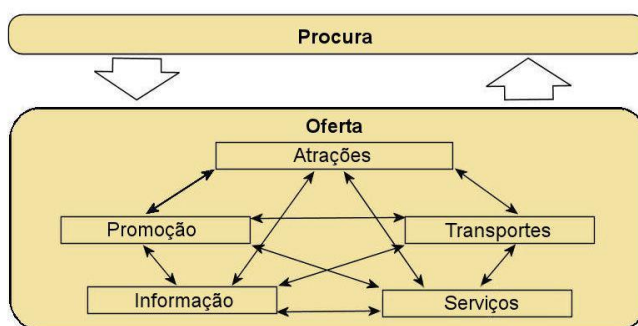 Procura
Oferta
Atrações
Promoção
Transportes
Informação
Serviços